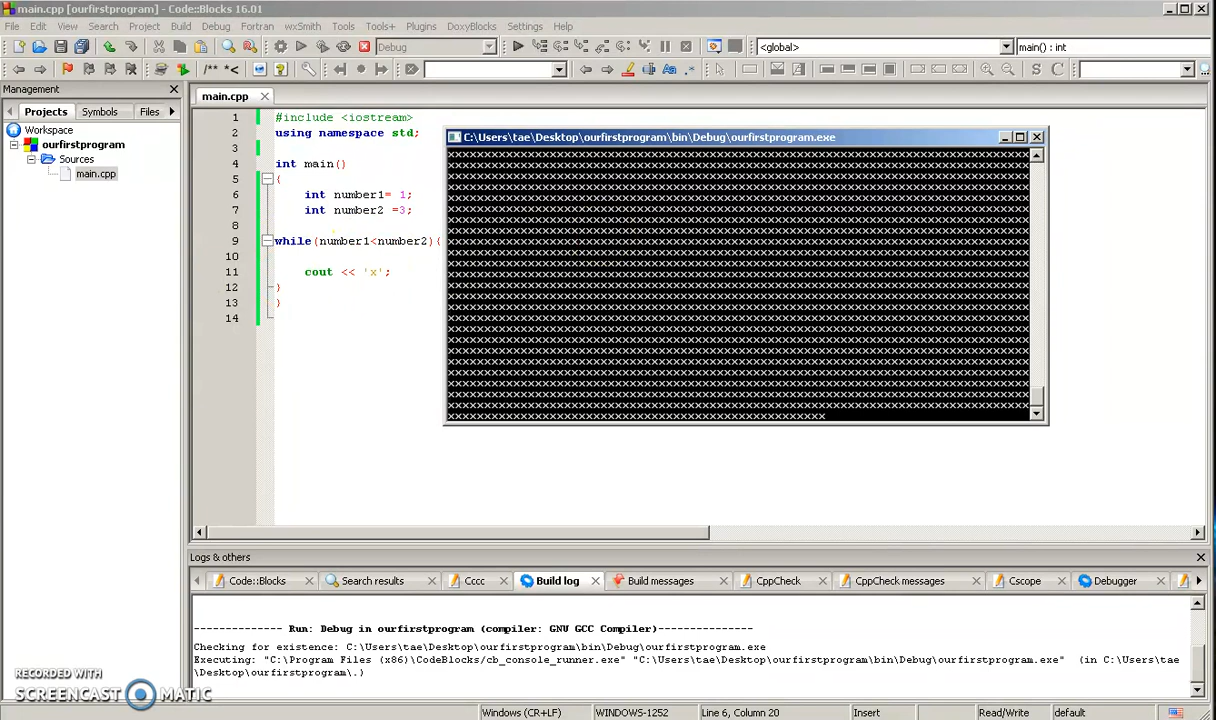 main.cpp [ourfirstprogram] - Code::Blocks 16.01
File Edit View Search Project Build Debug Fortran wxSmith Tools Tools+ Plugins DoxyBlocks Settings Help
Debug <global> main() : int
/** *<
S C
Management
Projects Symbols Files
Workspace
ourfirstprogram
Sources
main.cpp
main.cpp
1 #include <iostream>
2 using namespace std;
3
4 int main()
5 {
6 int number1= 1;
7 int number2 =3;
8
9 while(number1<number2){
10
11 cout << 'x';
12 }
13 }
14
C:\Users\tae\Desktop\ourfirstprogram\bin\Debug\ourfirstprogram.exe
Logs & others
Code::Blocks Search results Cccc Build log Build messages CppCheck CppCheck messages Cscope Debugger
-------------- Run: Debug in ourfirstprogram (compiler: GNU GCC Compiler)---------------
Checking for existence: C:\Users\tae\Desktop\ourfirstprogram\bin\Debug\ourfirstprogram.exe
Executing: "C:\Program Files (x86)\CodeBlocks/cb_console_runner.exe" "C:\Users\tae\Desktop\ourfirstprogram\bin\Debug\ourfirstprogram.exe" (in C:\Users\tae
\Desktop\ourfirstprogram\.)
RECORDED WITH
SCREENCAST MATIC
Windows (CR+LF) WINDOWS-1252 Line 6, Column 20 Insert Read/Write default